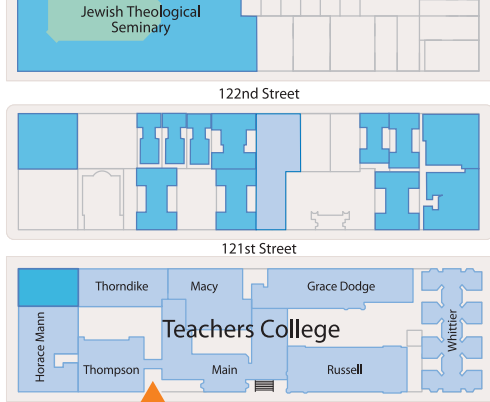 Jewish Theological
Seminary
122nd Street
121st Street
Thorndike
Macy
Grace Dodge
Horace Mann
Teachers College
Whittier
Thompson
Main
Russell